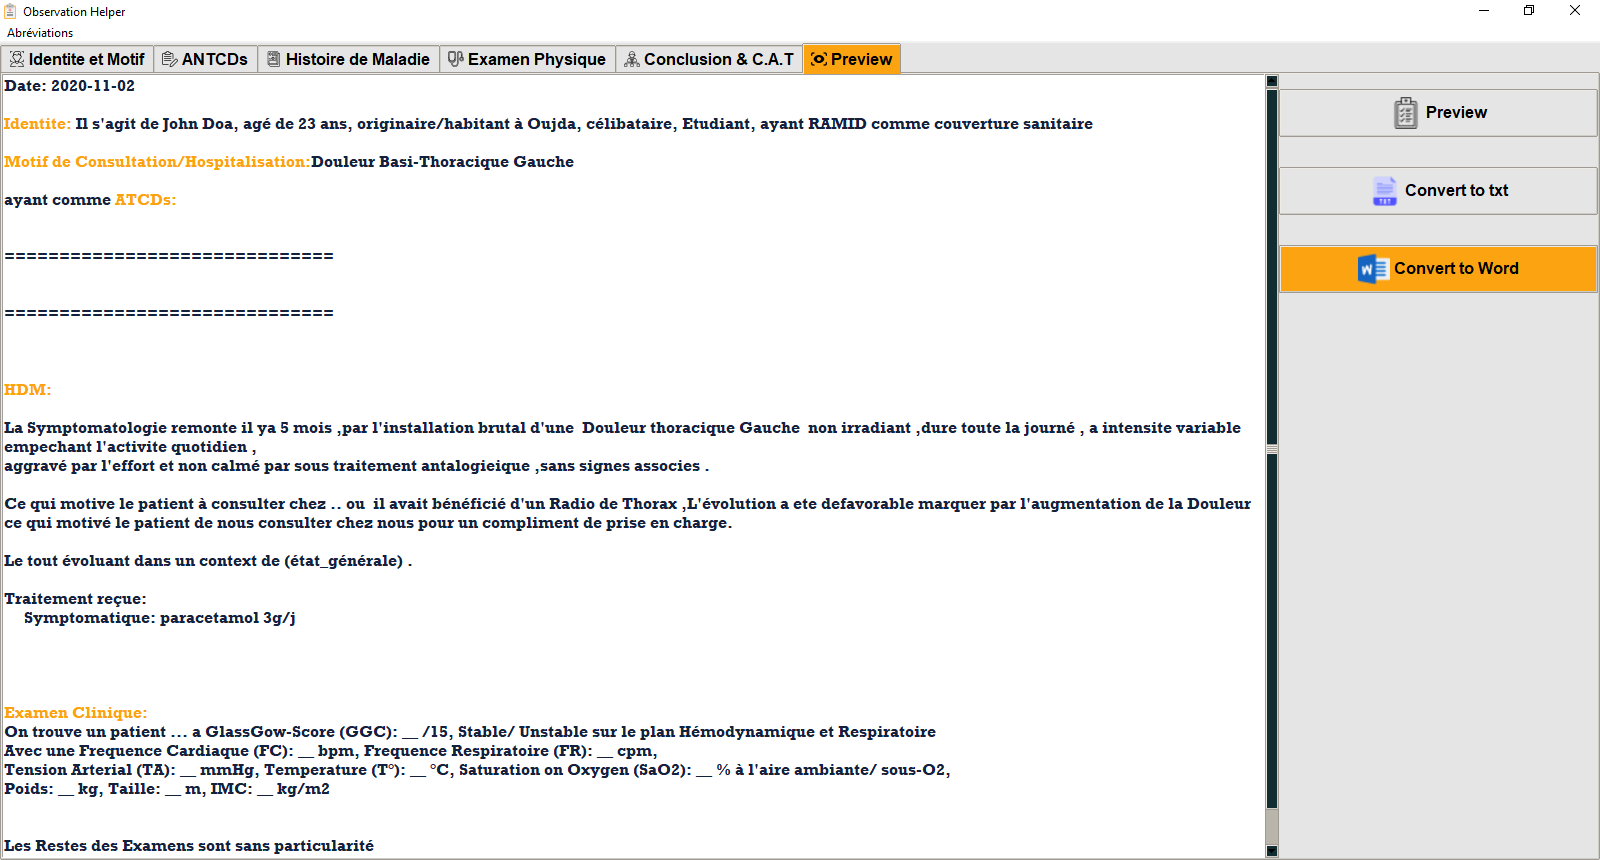 Observation Helper
Abréviations
Identite et Motif
ANTCDs
Histoire de Maladie
Examen Physique
Conclusion & C.A.T
Preview
Date: 2020-11-02
Identite: Il s'agit de John Doa, agé de 23 ans, originaire/habitant à Oujda, célibataire, Etudiant, ayant RAMID comme couverture sanitaire
Motif de Consultation/Hospitalisation:Douleur Basi-Thoracique Gauche
ayant comme ATCDs:
==============================
==============================
HDM:
La Symptomatologie remonte il ya 5 mois ,par l'installation brutal d'une  Douleur thoracique Gauche  non irradiant ,dure toute la journé , a intensite variable
empechant l'activite quotidien ,
aggravé par l'effort et non calmé par sous traitement antalogieique ,sans signes associes .
Ce qui motive le patient à consulter chez .. ou  il avait bénéficié d'un Radio de Thorax ,L'évolution a ete defavorable marquer par l'augmentation de la Douleur
ce qui motivé le patient de nous consulter chez nous pour un compliment de prise en charge.
Le tout évoluant dans un context de (état_générale) .
Traitement reçue:
Symptomatique: paracetamol 3g/j
Examen Clinique:
On trouve un patient ... a GlassGow-Score (GGC): __ /15, Stable/ Unstable sur le plan Hémodynamique et Respiratoire
Avec une Frequence Cardiaque (FC): __ bpm, Frequence Respiratoire (FR): __ cpm,
Tension Arterial (TA): __ mmHg, Temperature (T°): __ °C, Saturation on Oxygen (SaO2): __ % à l'aire ambiante/ sous-O2,
Poids: __ kg, Taille: __ m, IMC: __ kg/m2
Les Restes des Examens sont sans particularité
Preview
TXT
Convert to txt
W
Convert to Word